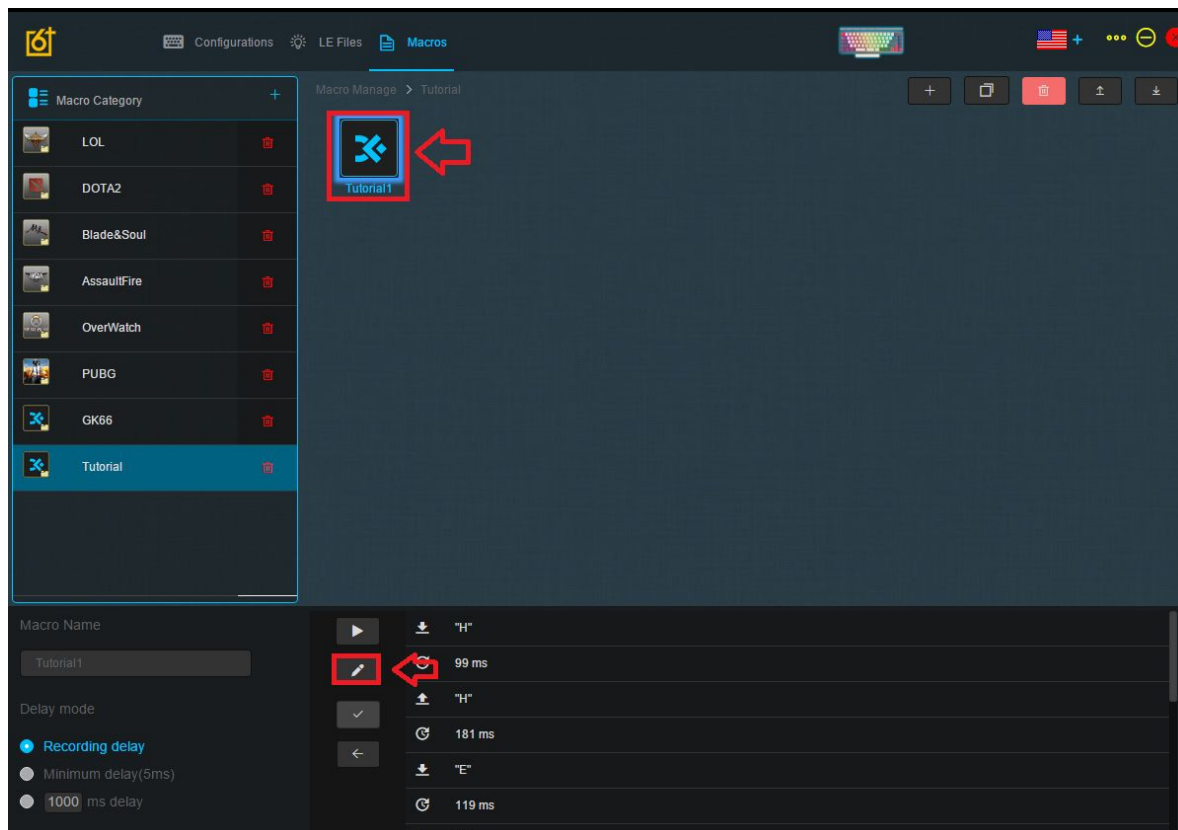 Configurations
LE Files
Macros
Macro Category
Macro Manage > Tutorial
LOL
DOTA2
Blade&Soul
AssaultFire
OverWatch
PUBG
GK66
Tutorial
Tutorial1
Macro Name
Tutorial1
Delay mode
Recording delay
Minimum delay(5ms)
1000 ms delay
"H"
99 ms
"H"
181 ms
"E"
119 ms